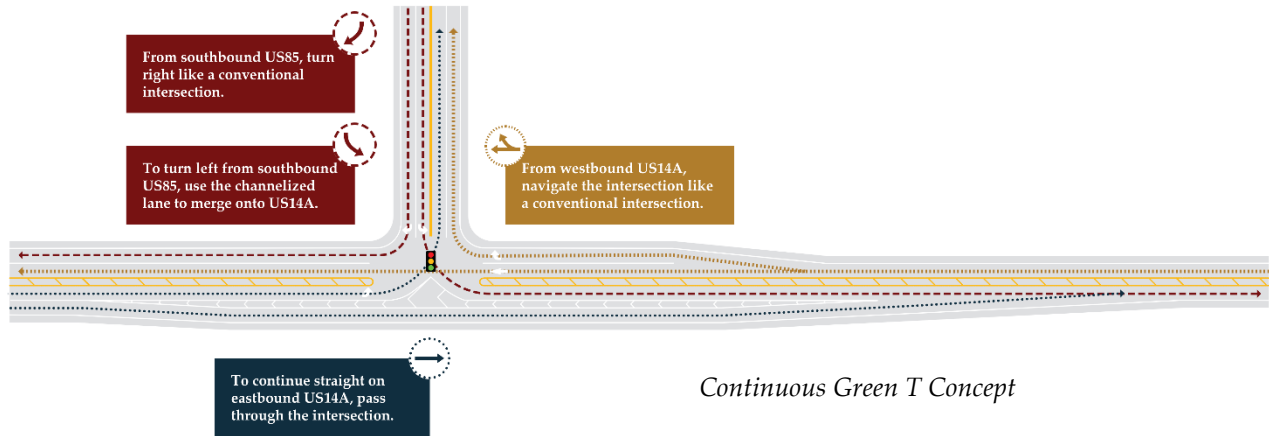 From southbound US85, turn
right like a conventional
intersection.
To turn left from southbound
US85, use the channelized
lane to merge onto US14A.
From westbound US14A,
navigate the intersection like
a conventional intersection.
To continue straight on
eastbound US14A, pass
through the intersection.
Continuous Green T Concept